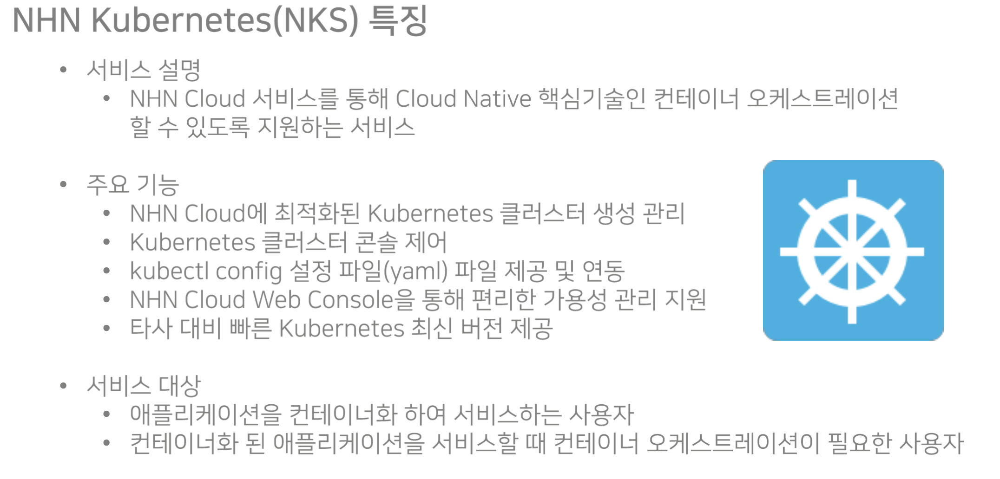 NHN Kubernetes(NKS) 특징
• 서비스 설명
• NHN Cloud 서비스를 통해 Cloud Native 핵심기술인 컨테이너 오케스트레이션
할 수 있도록 지원하는 서비스
• 주요 기능
• NHN Cloud에 최적화된 Kubernetes 클러스터 생성 관리
• Kubernetes 클러스터 콘솔 제어
• kubectl config 설정 파일(yaml) 파일 제공 및 연동
• NHN Cloud Web Console을 통해 편리한 가용성 관리 지원
• 타사 대비 빠른 Kubernetes 최신 버전 제공
• 서비스 대상
• 애플리케이션을 컨테이너화 하여 서비스하는 사용자
• 컨테이너화 된 애플리케이션을 서비스할 때 컨테이너 오케스트레이션이 필요한 사용자